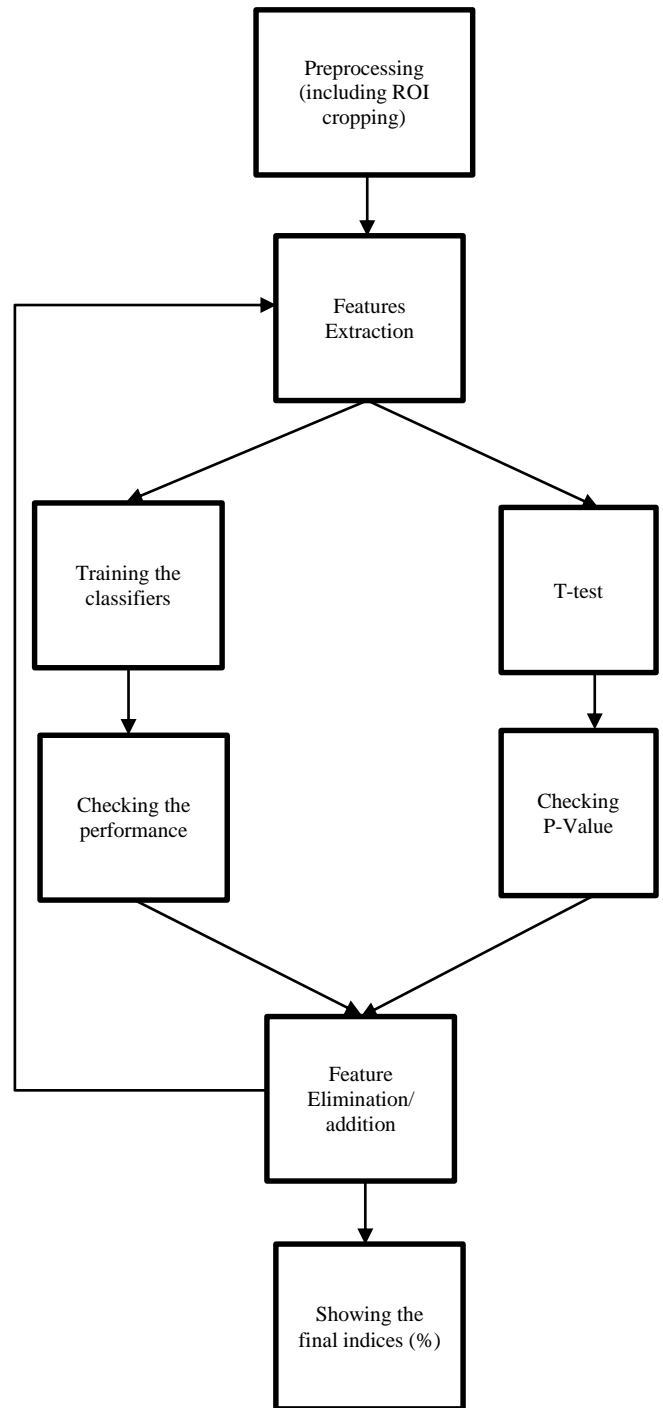 Preprocessing
(including ROI
cropping)
Features
Extraction
Training the
classifiers
T-test
Checking the
performance
Checking
P-Value
Feature
Elimination/
addition
Showing the
final indices (%)